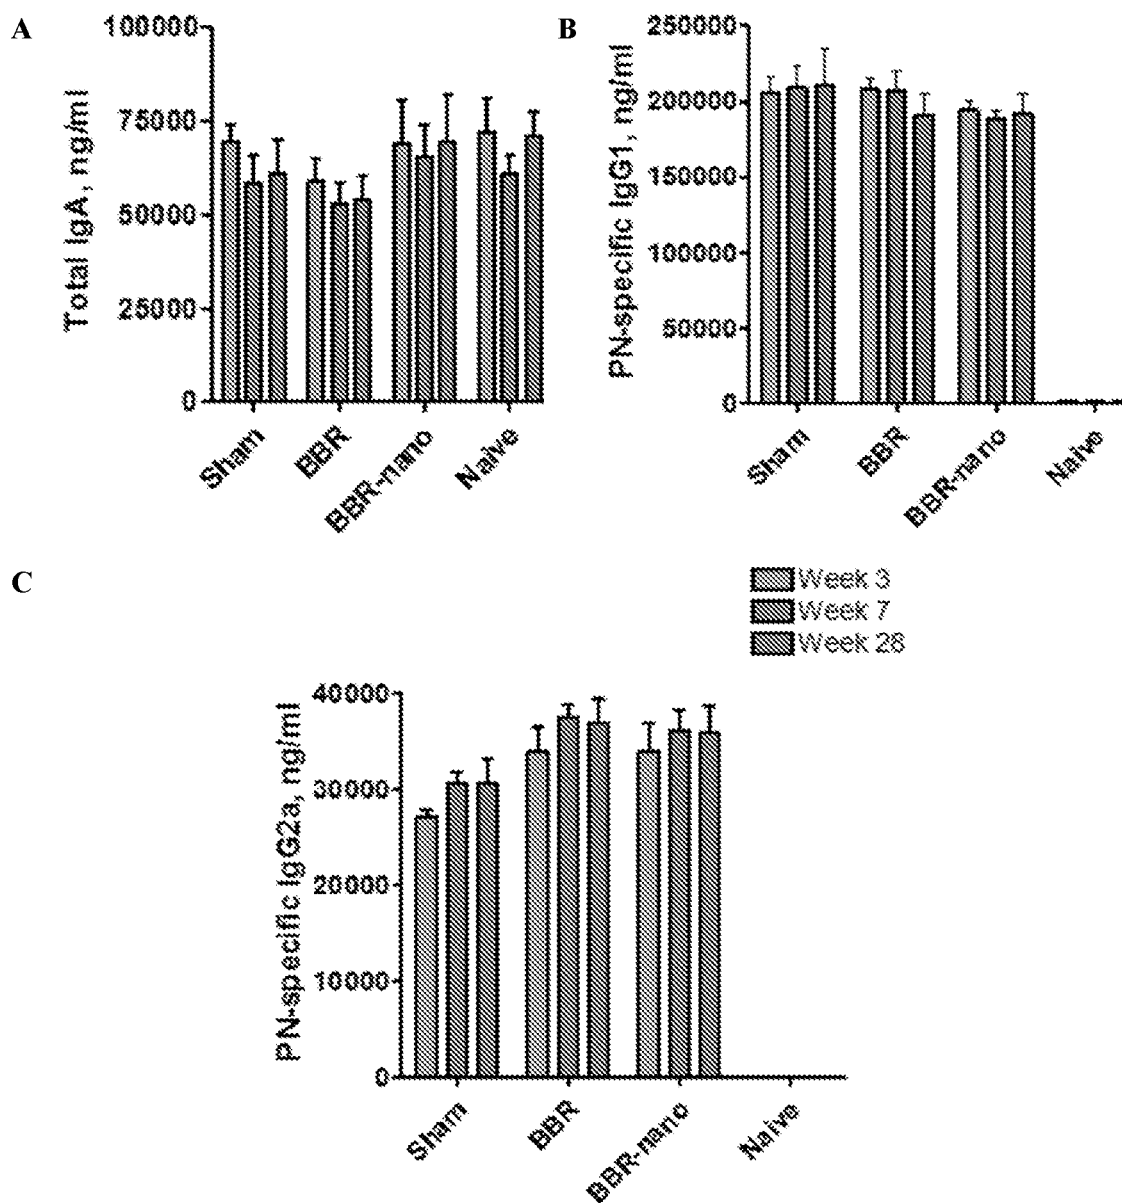 A
Total IgA, ng/ml
100000
75000
50000
25000
0
Sham
BBR
BBR-nano
Naive
B
PN-specific IgG1, ng/ml
250000
200000
150000
100000
50000
0
Sham
BBR
BBR-nano
Naive
C
Week 3
Week 7
Week 28
PN-specific IgG2a, ng/ml
40000
30000
20000
10000
0
Sham
BBR
BBR-nano
Naive